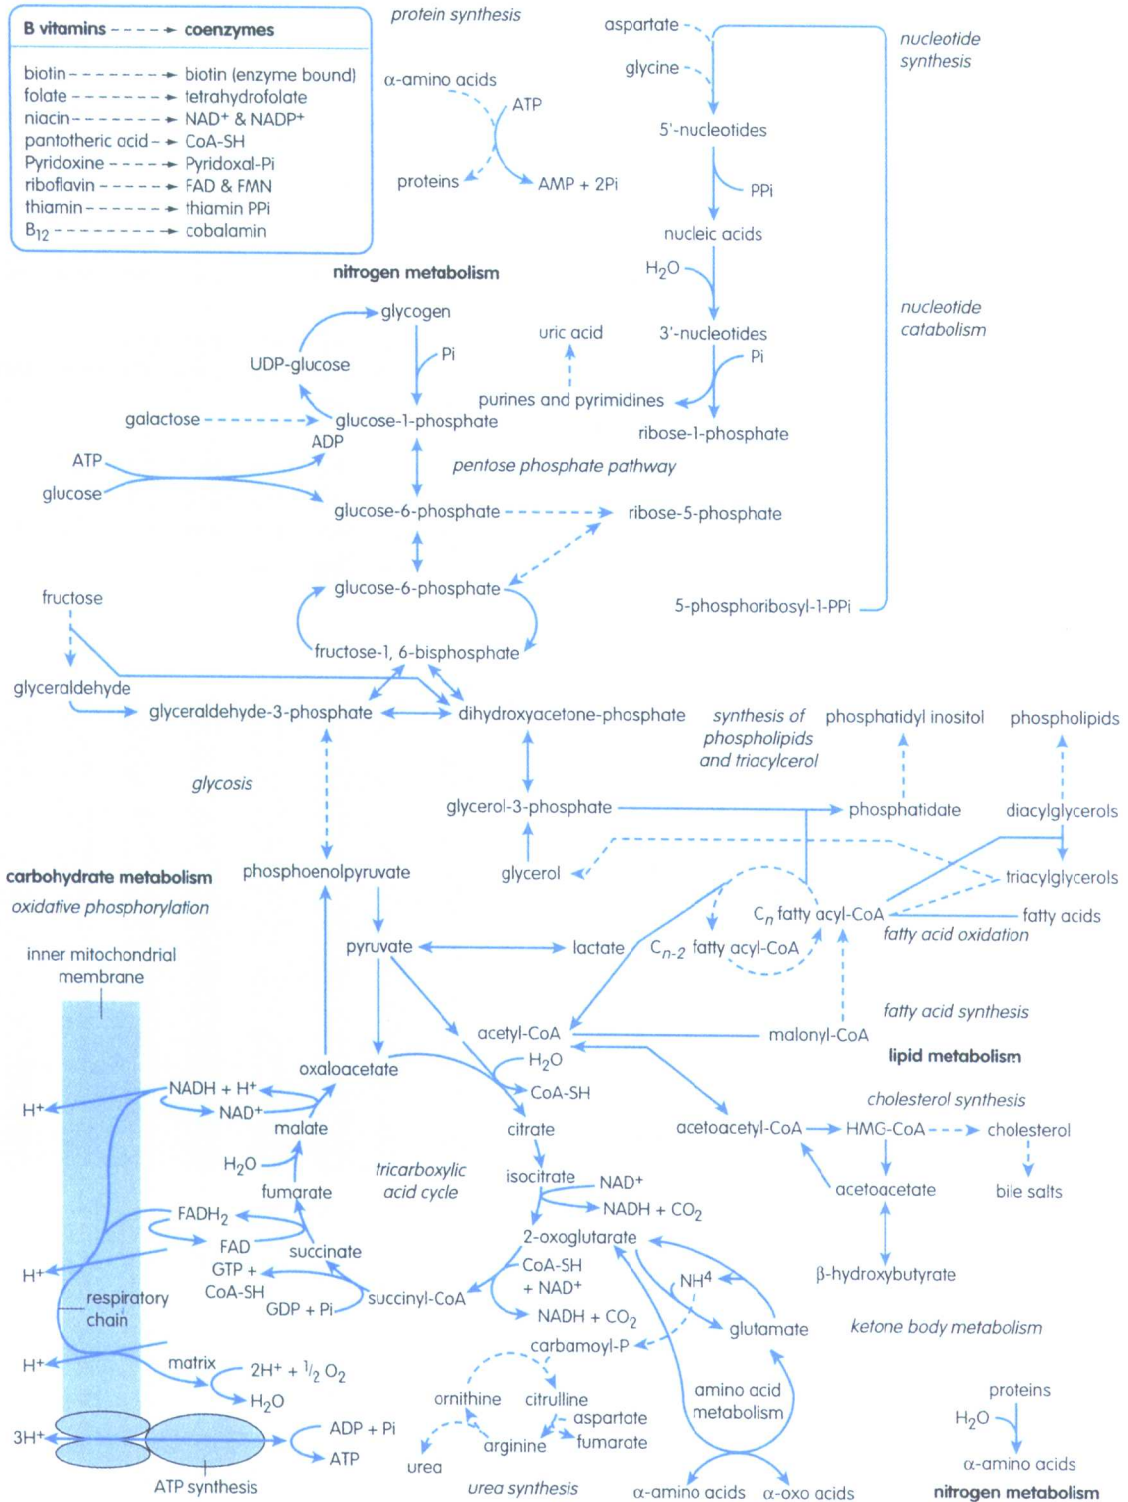 B vitamins coenzymes
biotin biotin (enzyme bound)
folate tetrahydrofolate
niacin NAD+ & NADP+
pantotheric acid CoA-SH
Pyridoxine Pyridoxal-Pi
riboflavin FAD & FMN
thiamin thiamin PPi
B12 cobalamin
protein synthesis
α-amino acids
ATP
proteins
AMP + 2Pi
aspartate
glycine
nucleotide
synthesis
5'-nucleotides
PPi
nucleic acids
H2O
3'-nucleotides
Pi
nucleotide
catabolism
uric acid
purines and pyrimidines
ribose-1-phosphate
nitrogen metabolism
glycogen
Pi
UDP-glucose
galactose
glucose-1-phosphate
ADP
ATP
glucose
pentose phosphate pathway
glucose-6-phosphate
ribose-5-phosphate
glucose-6-phosphate
5-phosphoribosyl-1-PPi
fructose
fructose-1, 6-bisphosphate
glyceraldehyde
glyceraldehyde-3-phosphate
dihydroxyacetone-phosphate
synthesis of
phospholipids
and triacylcerol
phosphatidyl inositol
phospholipids
glycosis
glycerol-3-phosphate
phosphatidate
diacylglycerols
glycerol
triacylglycerols
carbohydrate metabolism
oxidative phosphorylation
phosphoenolpyruvate
Cn fatty acyl-CoA
fatty acids
fatty acid oxidation
Cn-2 fatty acyl-CoA
pyruvate
lactate
inner mitochondrial
membrane
fatty acid synthesis
acetyl-CoA
malonyl-CoA
lipid metabolism
H2O
CoA-SH
oxaloacetate
NADH + H+
H+
NAD+
malate
citrate
cholesterol synthesis
acetoacetyl-CoA
HMG-CoA
cholesterol
H2O
fumarate
tricarboxylic
acid cycle
isocitrate
NAD+
NADH + CO2
acetoacetate
bile salts
FADH2
FAD
succinate
2-oxoglutarate
H+
GTP +
CoA-SH
GDP + Pi
succinyl-CoA
CoA-SH
+ NAD+
NADH + CO2
NH4
β-hydroxybutyrate
respiratory
chain
glutamate
ketone body metabolism
carbamoyl-P
H+
matrix
2H+ + 1/2 O2
H2O
ornithine
citrulline
aspartate
fumarate
arginine
urea
urea synthesis
amino acid
metabolism
proteins
H2O
α-amino acids
3H+
ADP + Pi
ATP
ATP synthesis
α-amino acids
α-oxo acids
nitrogen metabolism